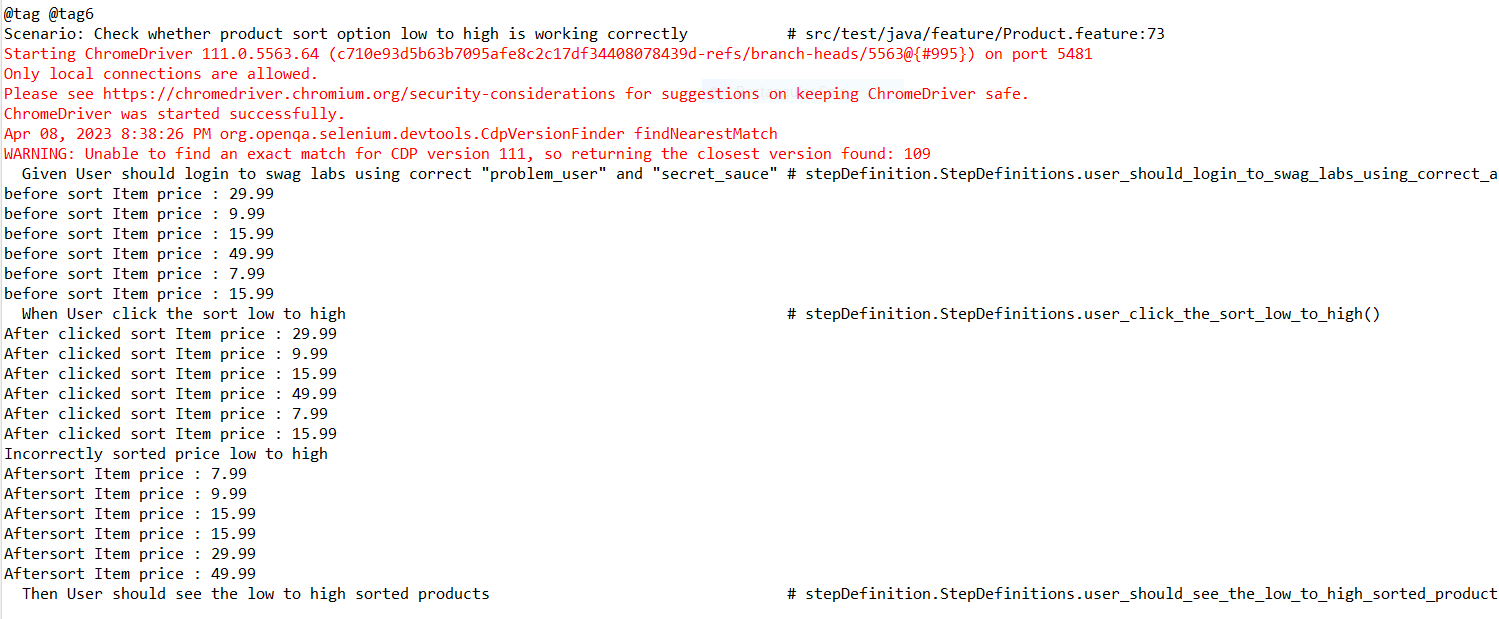 @tag @tag6
Scenario: Check whether product sort option low to high is working correctly # src/test/java/feature/Product.feature:73
Starting ChromeDriver 111.0.5563.64 (c710e93d5b63b7095afe8c2c17df34408078439d-refs/branch-heads/5563@{#995}) on port 5481
Only local connections are allowed.
Please see https://chromedriver.chromium.org/security-considerations for suggestions on keeping ChromeDriver safe.
ChromeDriver was started successfully.
Apr 08, 2023 8:38:26 PM org.openqa.selenium.devtools.CdpVersionFinder findNearestMatch
WARNING: Unable to find an exact match for CDP version 111, so returning the closest version found: 109
Given User should login to swag labs using correct "problem_user" and "secret_sauce" # stepDefinition.StepDefinitions.user_should_login_to_swag_labs_using_correct_a
before sort Item price : 29.99
before sort Item price : 9.99
before sort Item price : 15.99
before sort Item price : 49.99
before sort Item price : 7.99
before sort Item price : 15.99
When User click the sort low to high # stepDefinition.StepDefinitions.user_click_the_sort_low_to_high()
After clicked sort Item price : 29.99
After clicked sort Item price : 9.99
After clicked sort Item price : 15.99
After clicked sort Item price : 49.99
After clicked sort Item price : 7.99
After clicked sort Item price : 15.99
Incorrectly sorted price low to high
Aftersort Item price : 7.99
Aftersort Item price : 9.99
Aftersort Item price : 15.99
Aftersort Item price : 15.99
Aftersort Item price : 29.99
Aftersort Item price : 49.99
Then User should see the low to high sorted products # stepDefinition.StepDefinitions.user_should_see_the_low_to_high_sorted_product